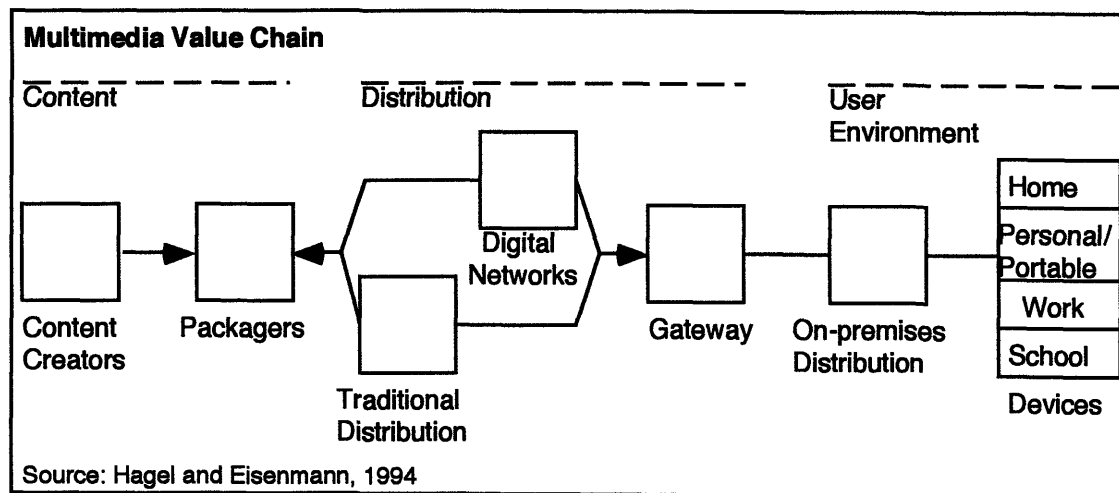 Multimedia Value Chain
Content
Distribution
User
Environment
Content
Creators
Packagers
Digital
Networks
Traditional
Distribution
Gateway
On-premises
Distribution
Home
Personal/
Portable
Work
School
Devices
Source: Hagel and Eisenmann, 1994